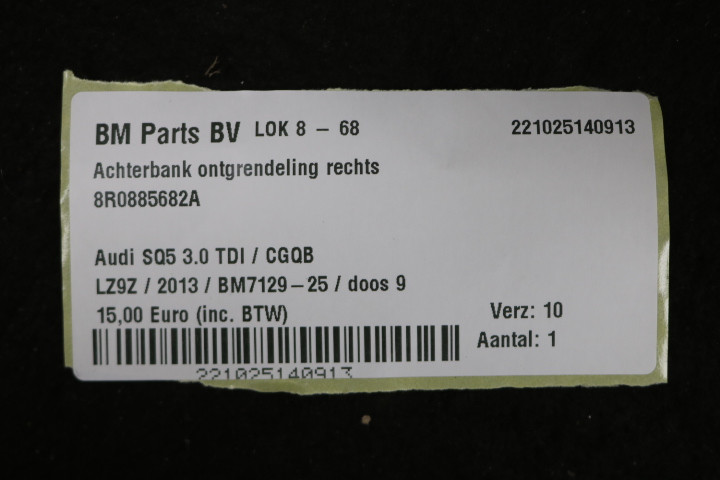 BM Parts BV LOK 8 – 68 221025140913
Achterbank ontgrendeling rechts
8R0885682A
Audi SQ5 3.0 TDI / CGQB
LZ9Z / 2013 / BM7129–25 / doos 9
15,00 Euro (inc. BTW) Verz: 10
Aantal: 1
221025140913